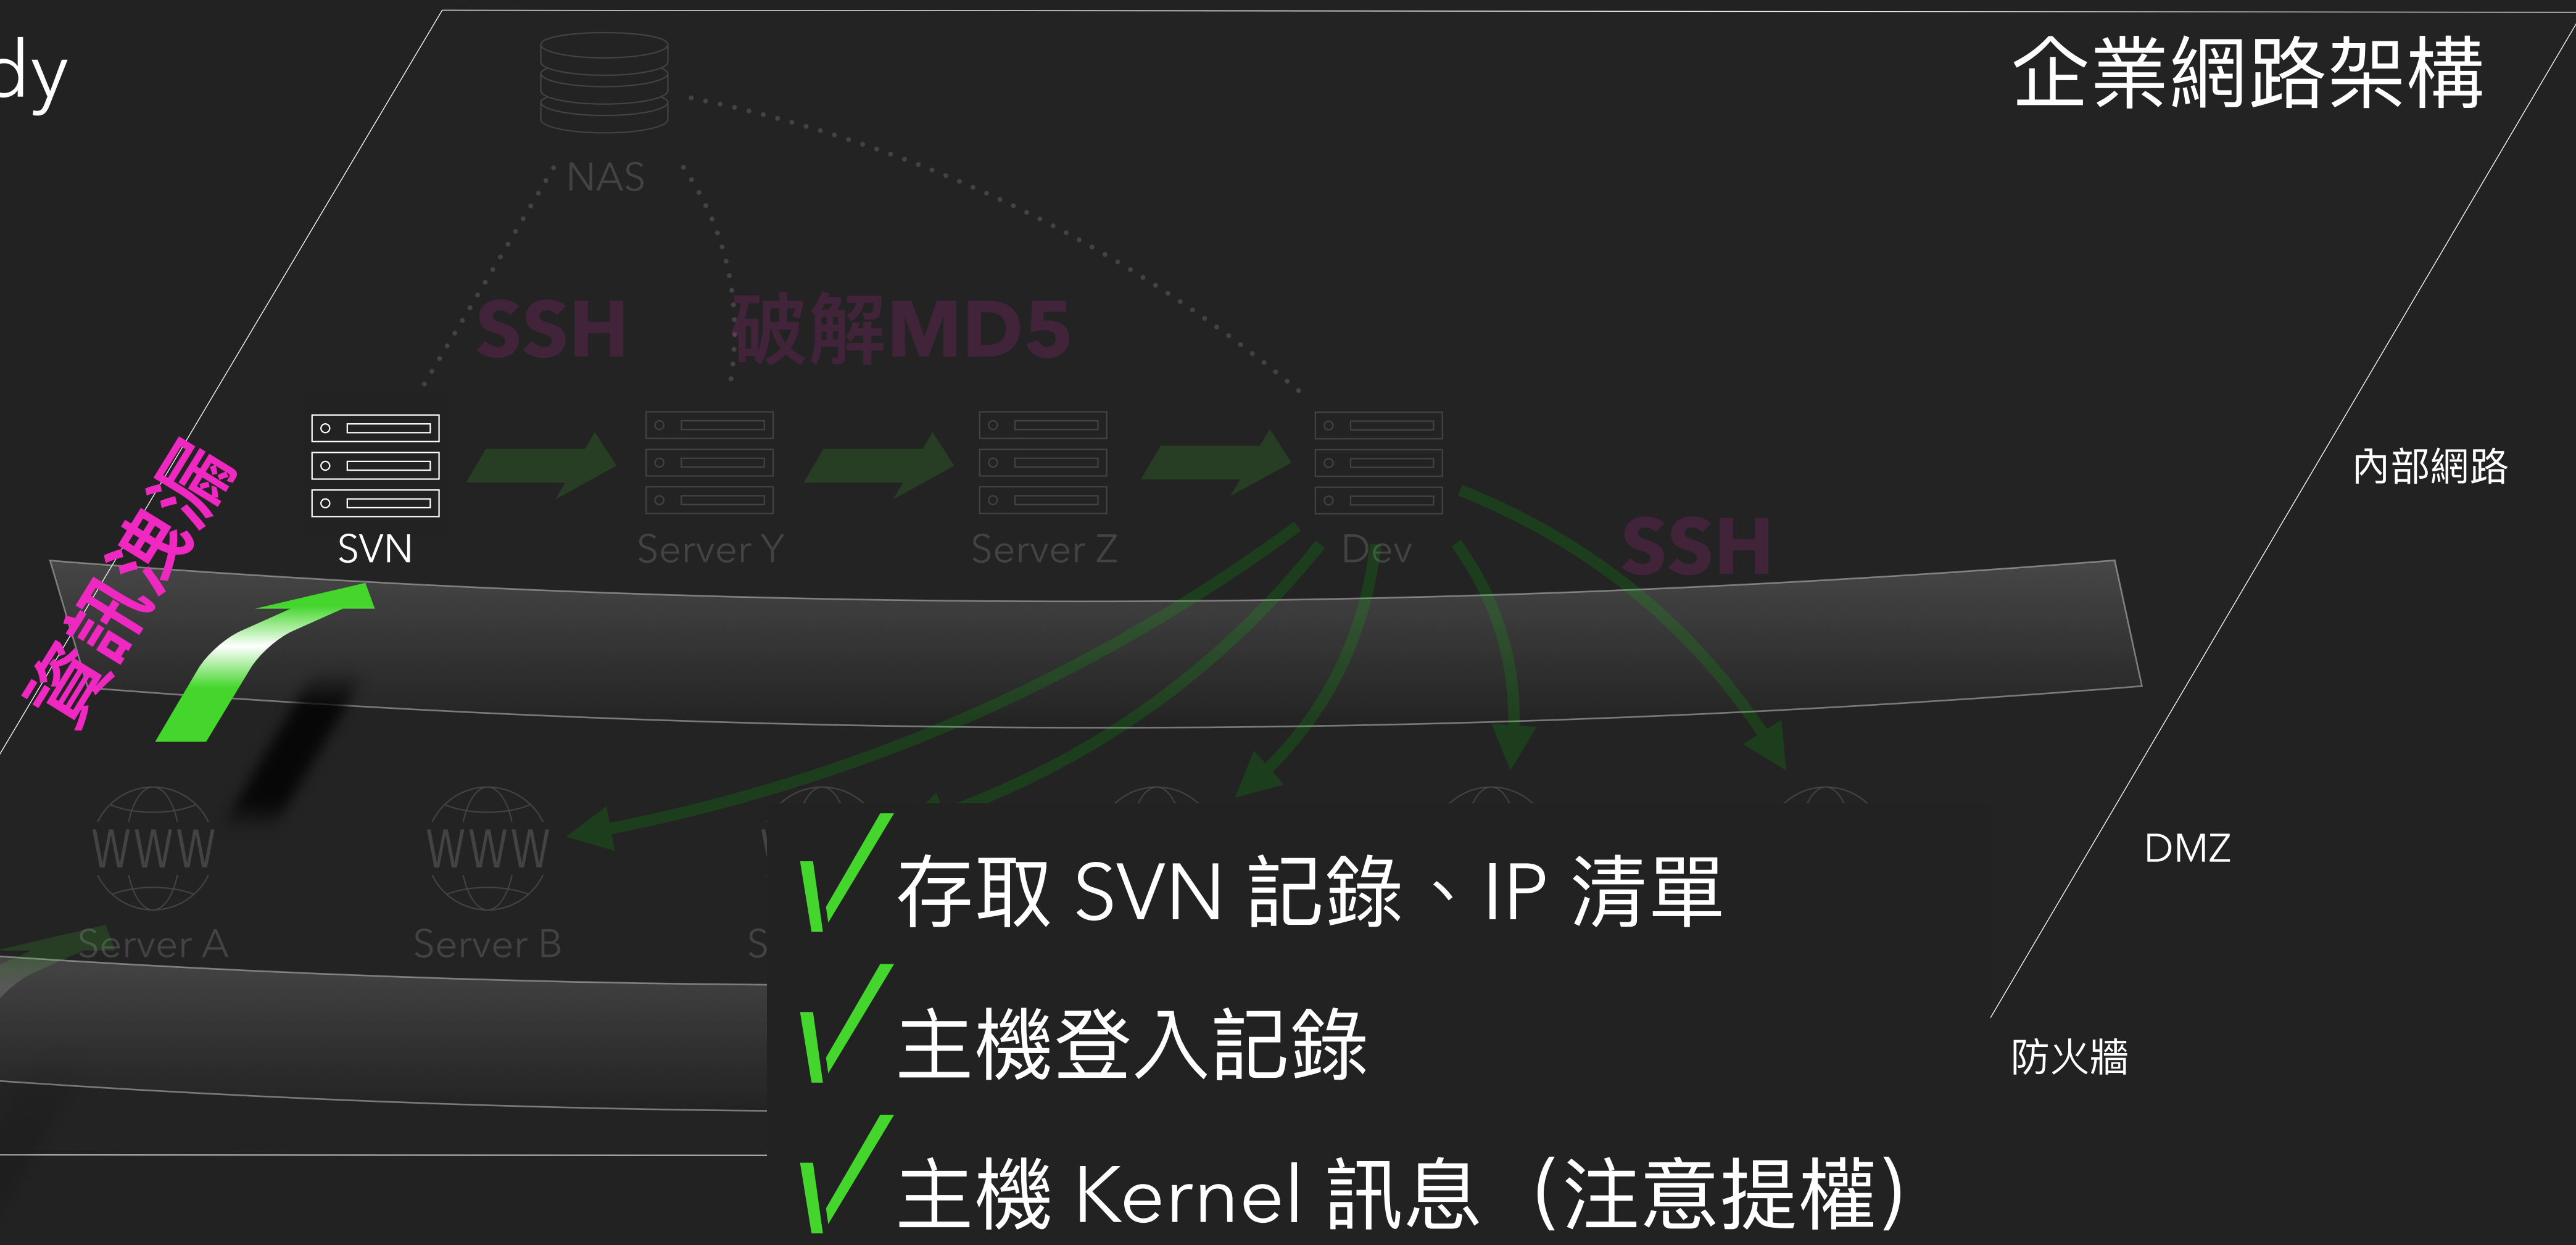 dy
企業網路架構
NAS
SSH
破解MD5
內部網路
資訊洩漏
SVN
Server Y
Server Z
Dev
SSH
WWW
WWW
DMZ
Server A
Server B
S
存取 SVN 記錄、IP 清單
主機登入記錄
防火牆
主機 Kernel 訊息（注意提權）